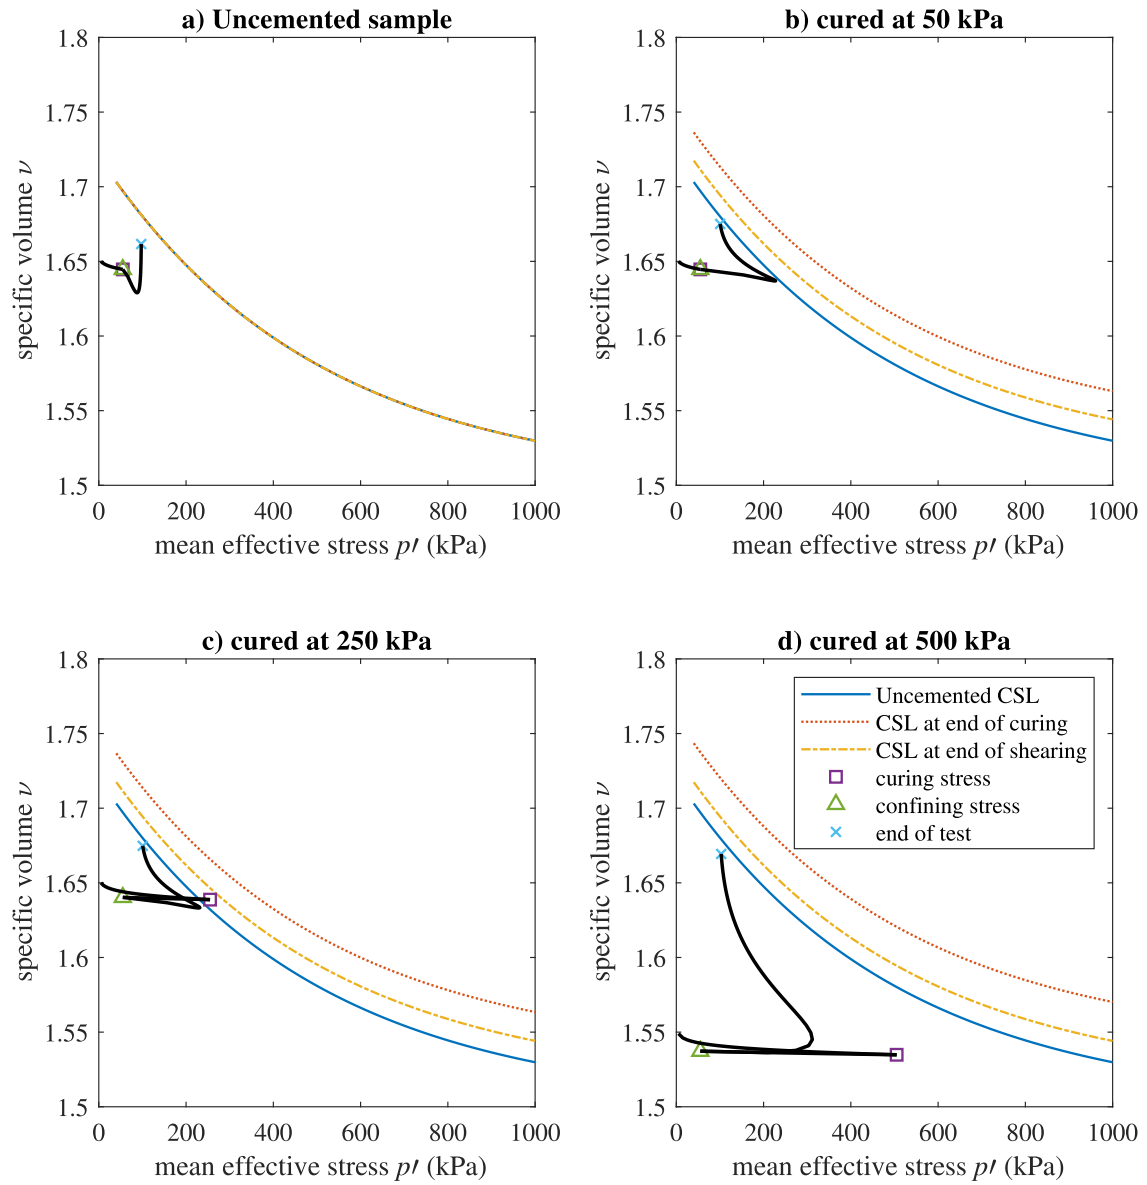 a) Uncemented sample
1.8
1.75
1.7
1.65
1.6
1.55
1.5
specific volume ν
0 200 400 600 800 1000
mean effective stress p′ (kPa)
b) cured at 50 kPa
1.8
1.75
1.7
1.65
1.6
1.55
1.5
specific volume ν
0 200 400 600 800 1000
mean effective stress p′ (kPa)
c) cured at 250 kPa
1.8
1.75
1.7
1.65
1.6
1.55
1.5
specific volume ν
0 200 400 600 800 1000
mean effective stress p′ (kPa)
d) cured at 500 kPa
1.8
1.75
1.7
1.65
1.6
1.55
1.5
specific volume ν
Uncemented CSL
CSL at end of curing
CSL at end of shearing
curing stress
confining stress
end of test
0 200 400 600 800 1000
mean effective stress p′ (kPa)